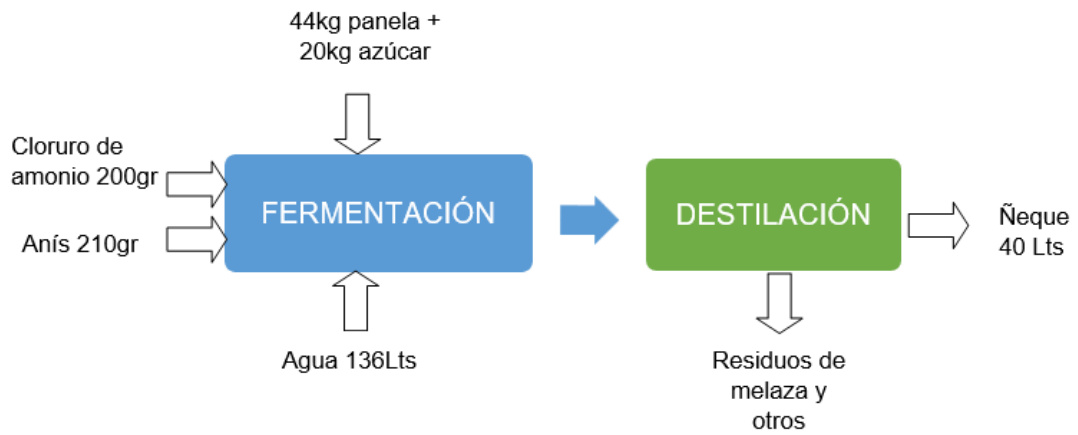 44kg panela +
20kg azúcar
Cloruro de
amonio 200gr
Anís 210gr
FERMENTACIÓN
Agua 136Lts
DESTILACIÓN
Ñeque
40 Lts
Residuos de
melaza y
otros